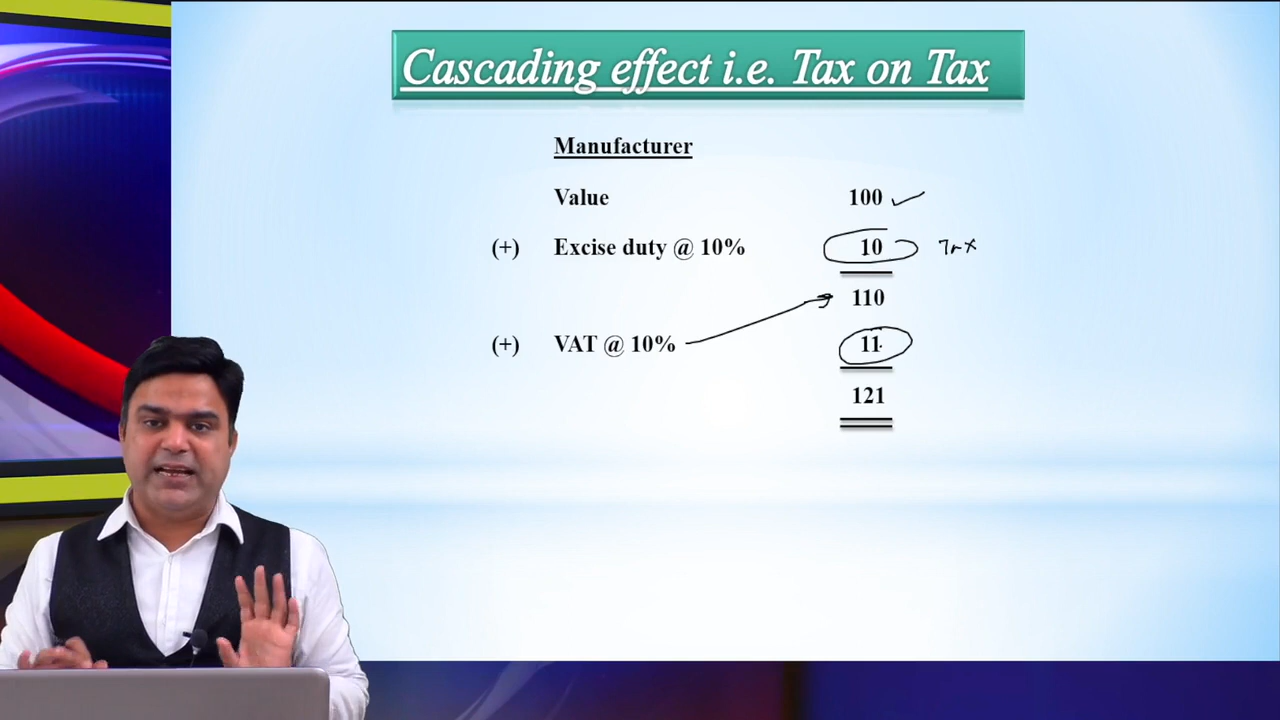 Cascading effect i.e. Tax on Tax
Manufacturer
Value 100
(+) Excise duty @ 10% 10 Tax
110
(+) VAT @ 10% 11
121